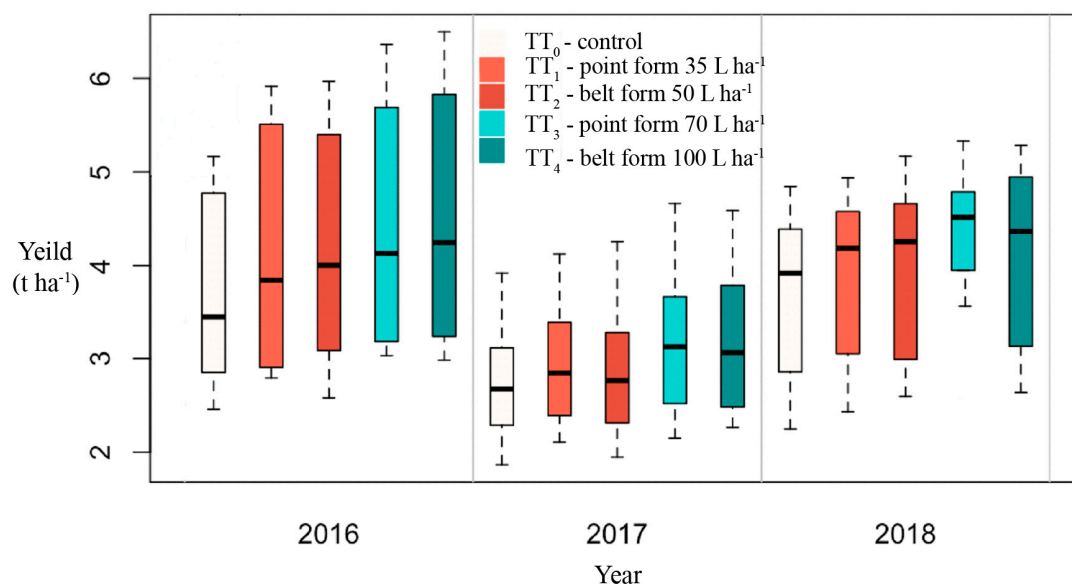 TT₀ - control
TT₁ - point form 35 L ha⁻¹
TT₂ - belt form 50 L ha⁻¹
TT₃ - point form 70 L ha⁻¹
TT₄ - belt form 100 L ha⁻¹
6
5
4
3
2
Yeild
(t ha⁻¹)
2016 2017 2018
Year